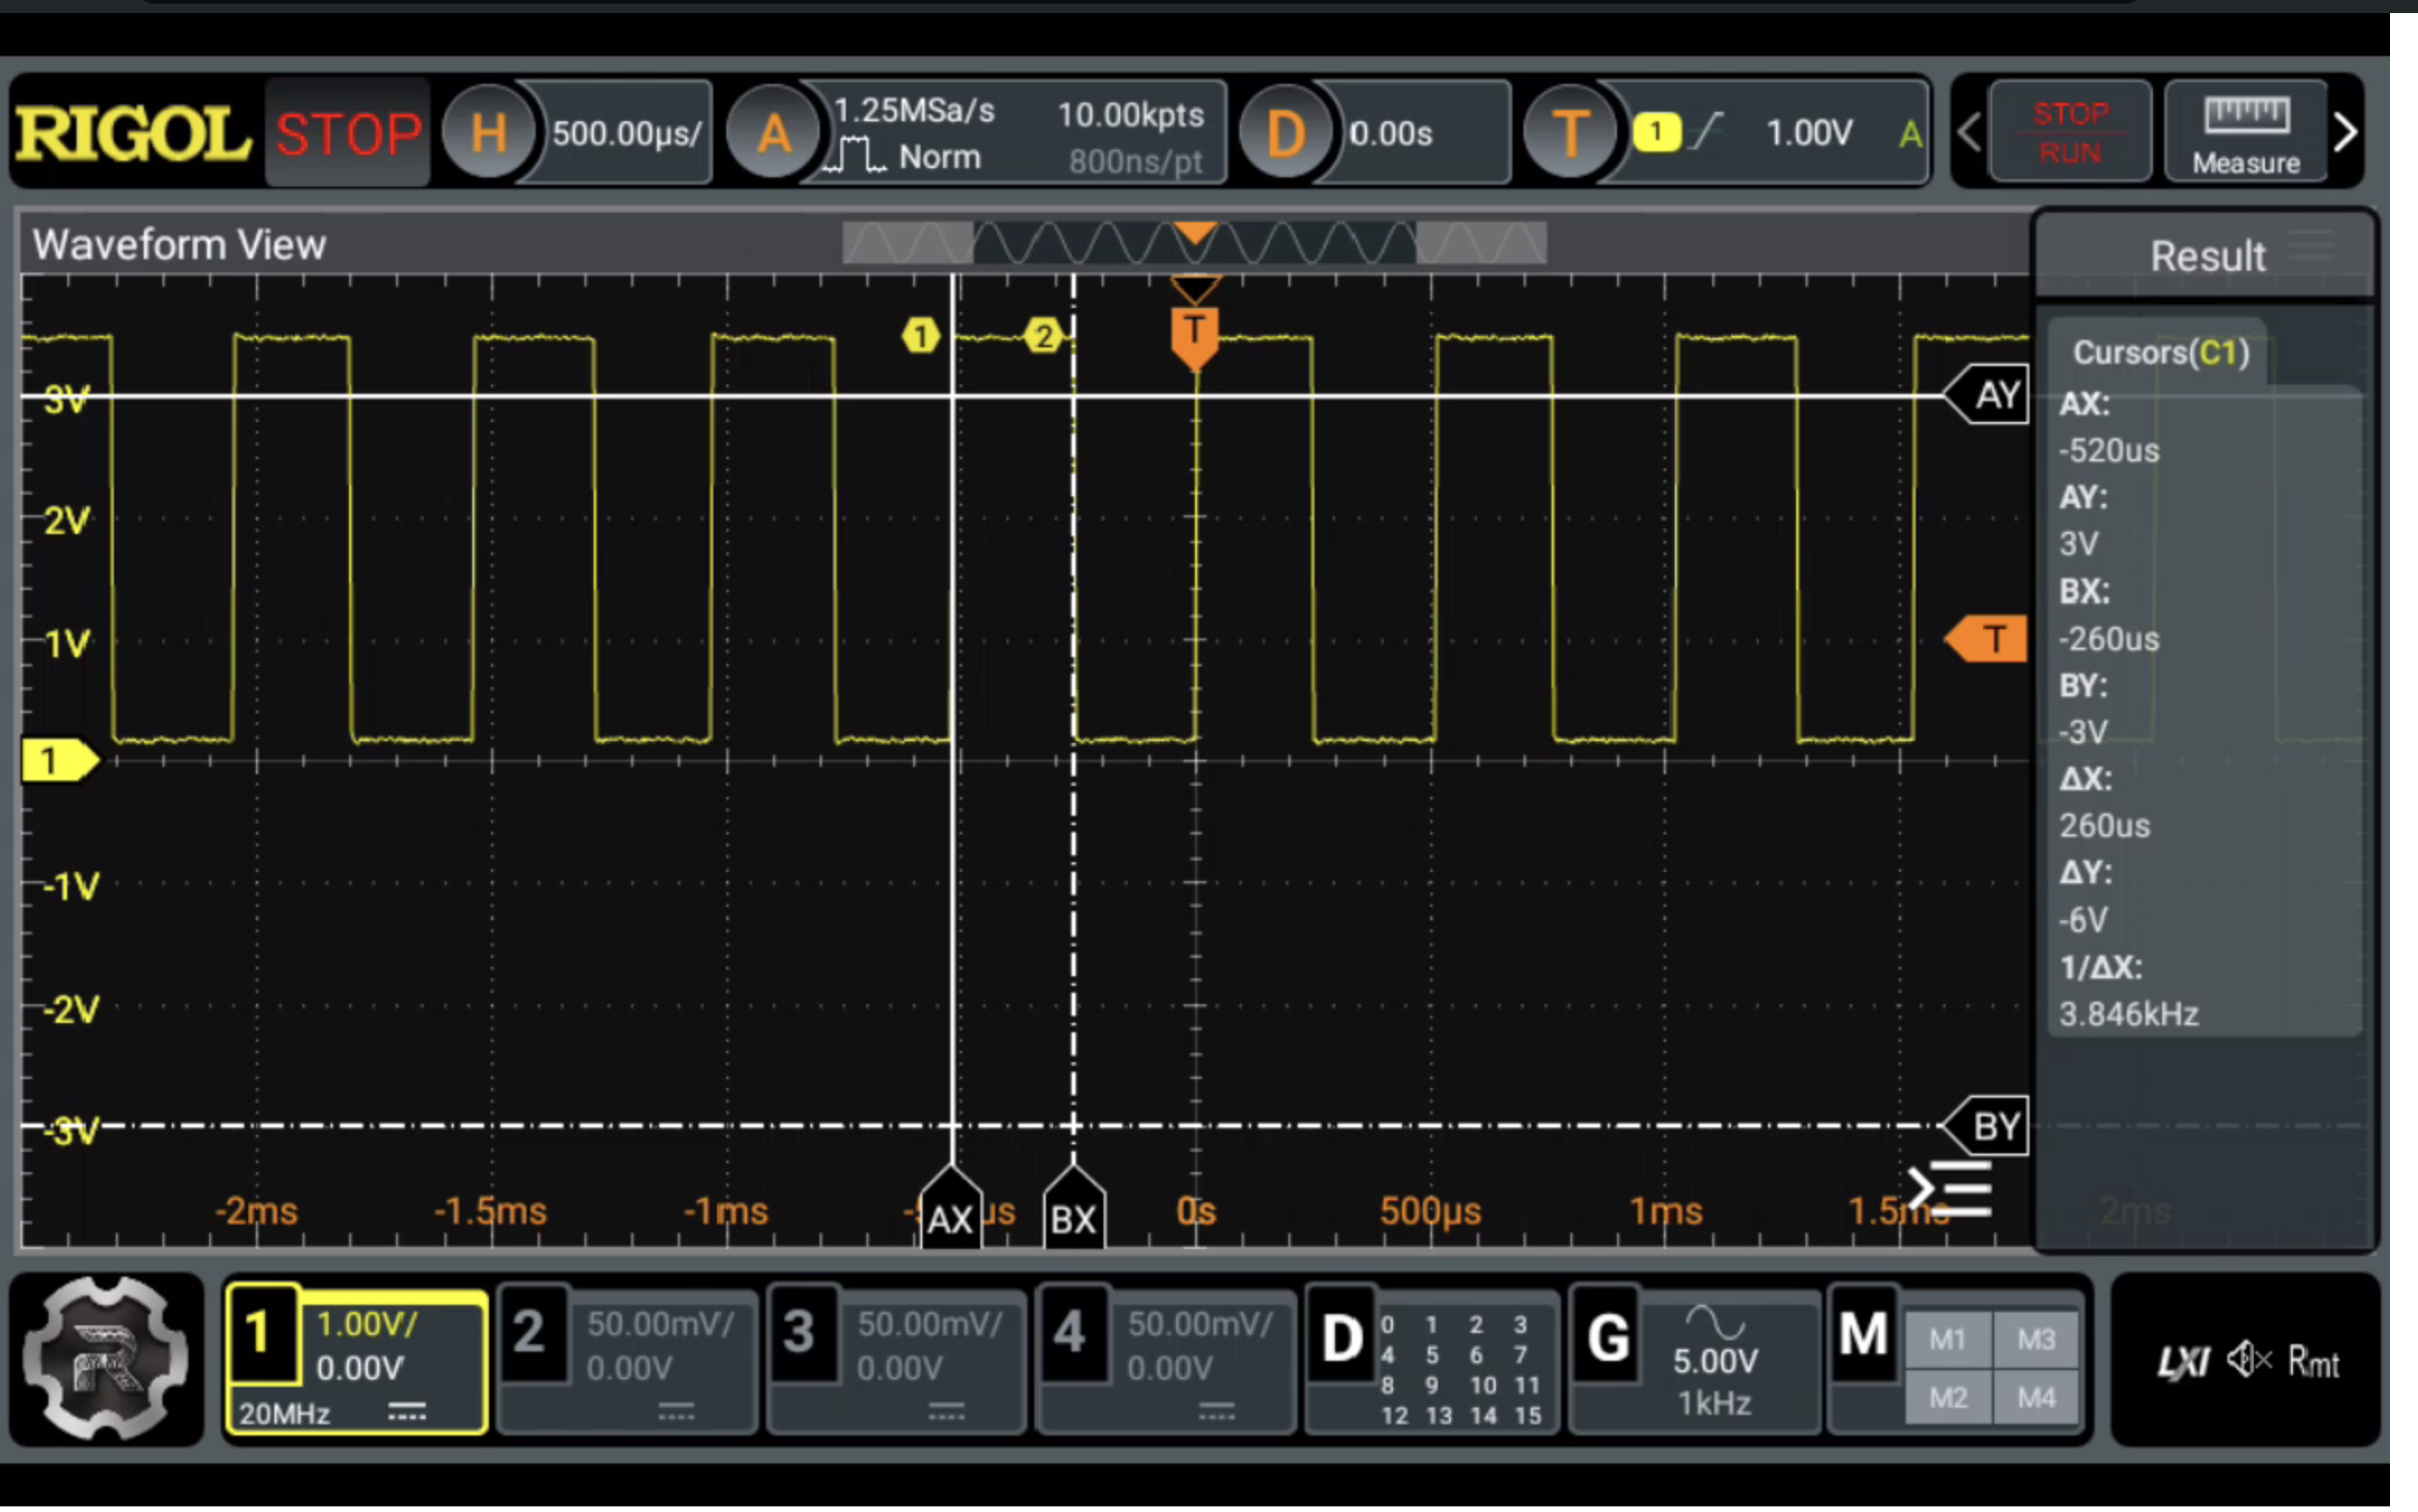 RIGOL STOP H 500.00µs/ A 1.25MSa/s 10.00kpts D 0.00s T 1 1.00V A STOP
Norm 800ns/pt RUN Measure
Waveform View
Result
1 2 T
Cursors(C1)
3V AY
AX:
-520us
AY:
2V
3V
BX:
1V T
-260us
BY:
-3V
1
ΔX:
260us
-1V
ΔY:
-6V
1/ΔX:
-2V
3.846kHz
-3V BY
-2ms -1.5ms -1ms AX BX 0s 500µs 1ms 1.5ms 2ms
1 1.00V/ 2 50.00mV/ 3 50.00mV/ 4 50.00mV/ D 0 1 2 3 G M M1 M3
0.00V 0.00V 0.00V 0.00V 4 5 6 7 5.00V LXI Rmt
8 9 10 11
20MHz 12 13 14 15 1kHz M2 M4